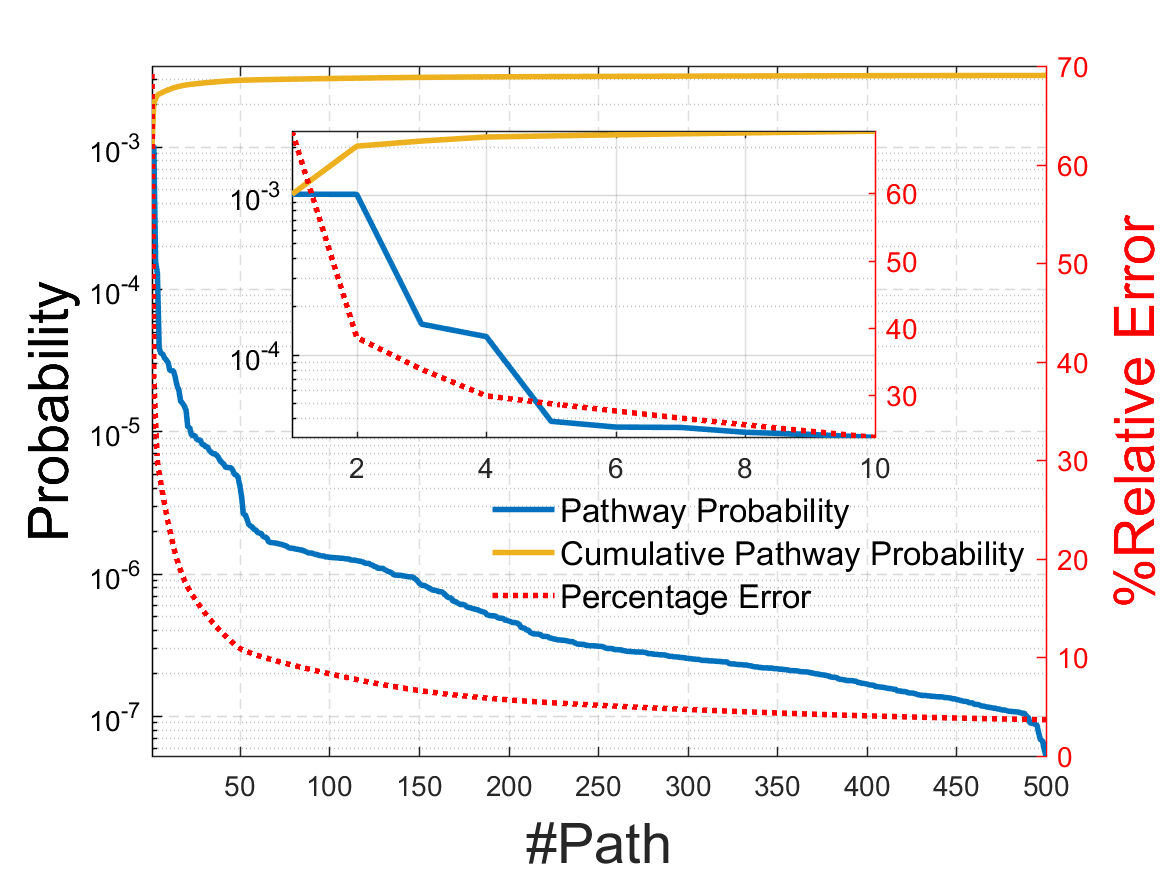 Probability
10-3
10-4
10-5
10-6
10-7
50 100 150 200 250 300 350 400 450 500
#Path
0
10
20
30
40
50
60
70
%Relative Error
10-3
10-4
2 4 6 8 10
30
40
50
60
Pathway Probability
Cumulative Pathway Probability
Percentage Error